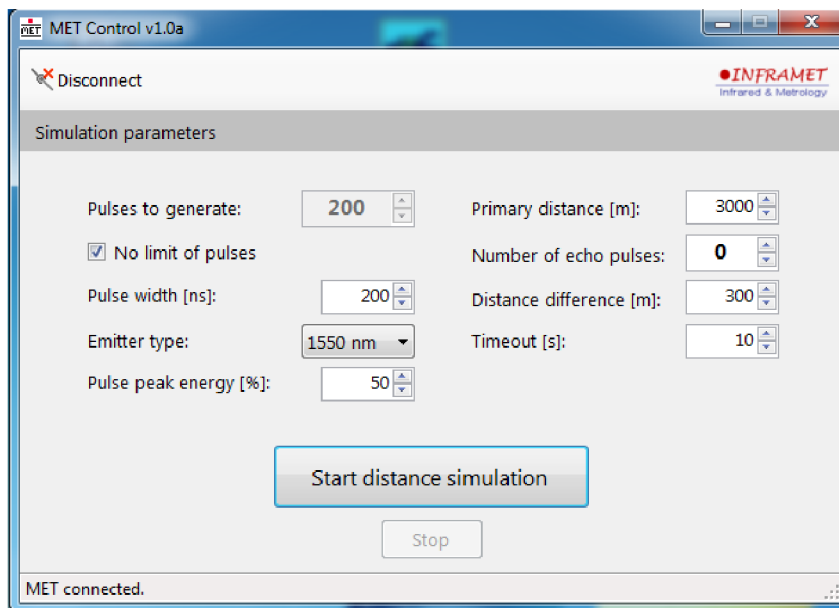 MET MET Control v1.0a
Disconnect
INFRAMET
Infrared & Metrology
Simulation parameters
Pulses to generate: 200
No limit of pulses
Pulse width [ns]: 200
Emitter type: 1550 nm
Pulse peak energy [%]: 50
Primary distance [m]: 3000
Number of echo pulses: 0
Distance difference [m]: 300
Timeout [s]: 10
Start distance simulation
Stop
MET connected.